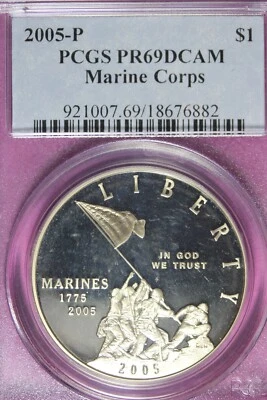 2005-P $1
PCGS PR69DCAM
Marine Corps
921007.69/18676882
LIBERTY
IN GOD
WE TRUST
MARINES
1775
2005
2005